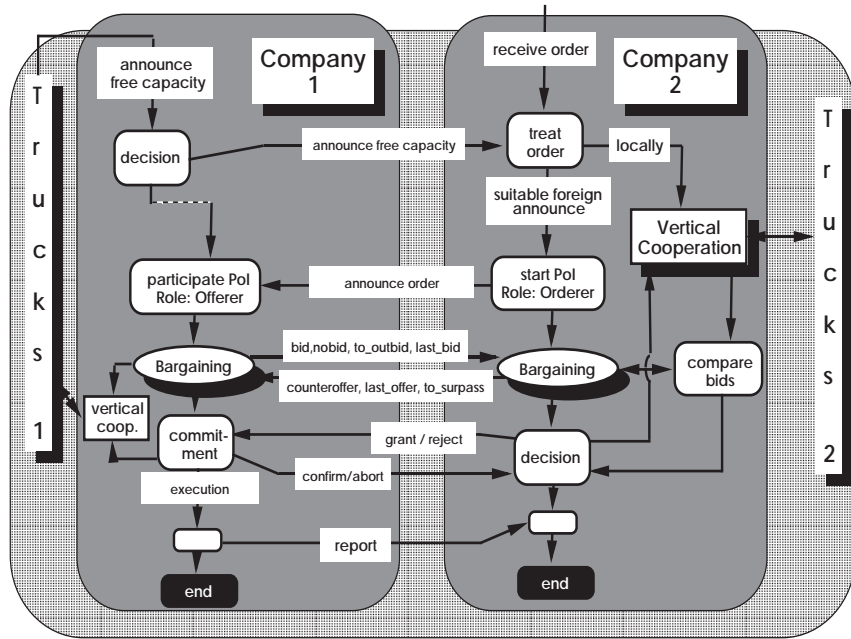 announce
free capacity
Company
1
receive order
Company
2
T
r
u
c
k
s
1
T
r
u
c
k
s
2
decision
announce free capacity
treat
order
locally
suitable foreign
announce
Vertical
Cooperation
participate PoI
Role: Offerer
announce order
start PoI
Role: Orderer
Bargaining
bid,nobid, to_outbid, last_bid
Bargaining
compare
bids
counteroffer, last_offer, to_surpass
vertical
coop.
commit-
ment
grant / reject
decision
execution
confirm/abort
report
end
end